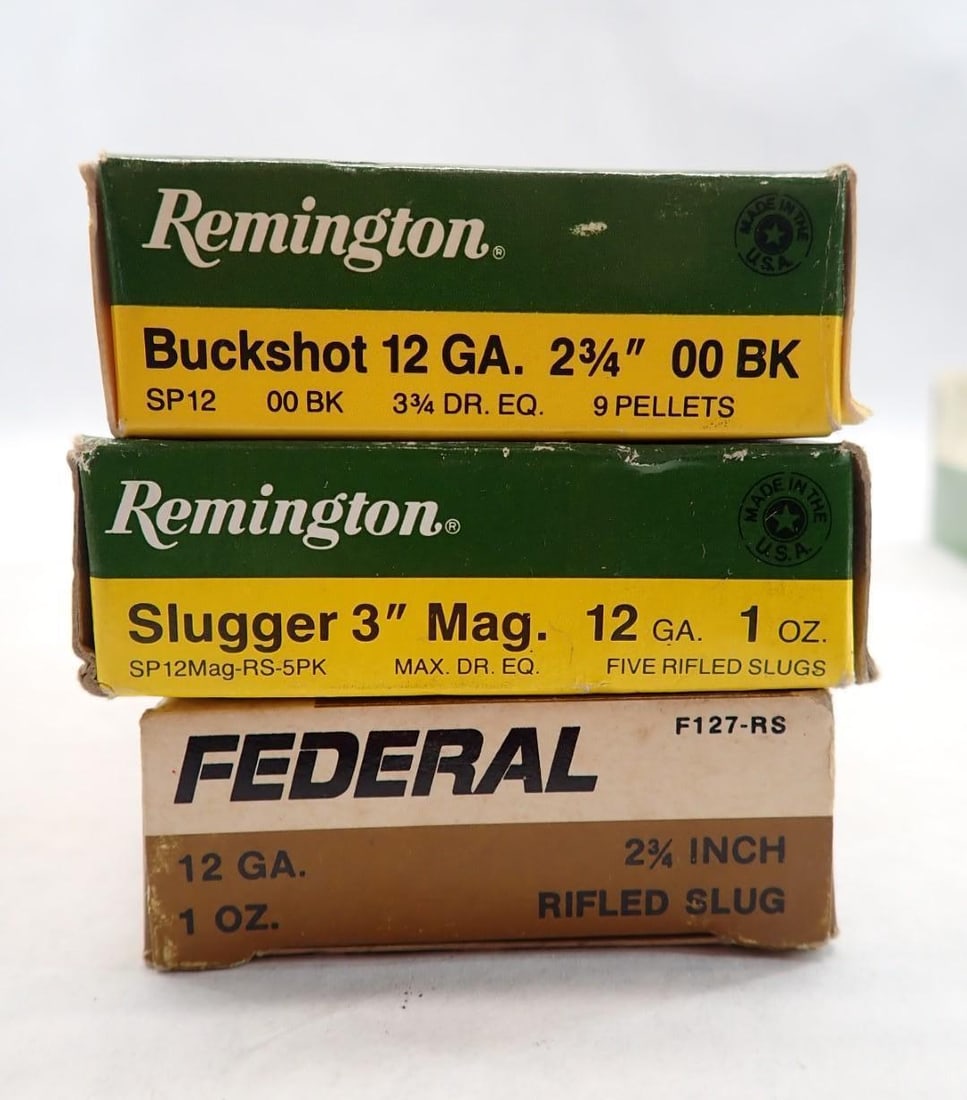 Remington®
MADE IN THE
U.S.A.
Buckshot 12 GA. 2¾" 00 BK
SP12 00 BK 3¾ DR. EQ. 9 PELLETS
Remington®
MADE IN THE
U.S.A.
Slugger 3" Mag. 12 GA. 1 OZ.
SP12Mag-RS-5PK MAX. DR. EQ. FIVE RIFLED SLUGS
FEDERAL
F127-RS
12 GA. 2¾ INCH
1 OZ. RIFLED SLUG